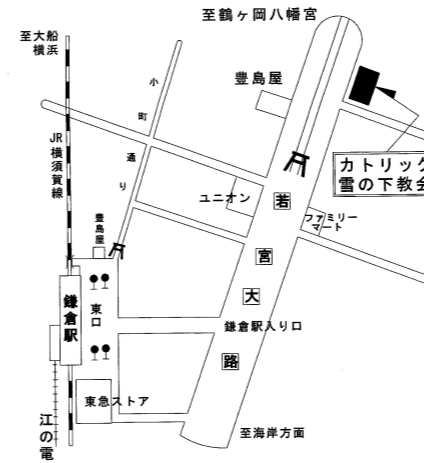 至鶴ヶ岡八幡宮
至大船
横浜
小町通り
豊島屋
JR横須賀線
カトリック
雪の下教会
ユニオン
若宮大路
ファミリー
マート
豊島屋
東口
鎌倉駅
鎌倉駅入り口
東急ストア
江の電
至海岸方面